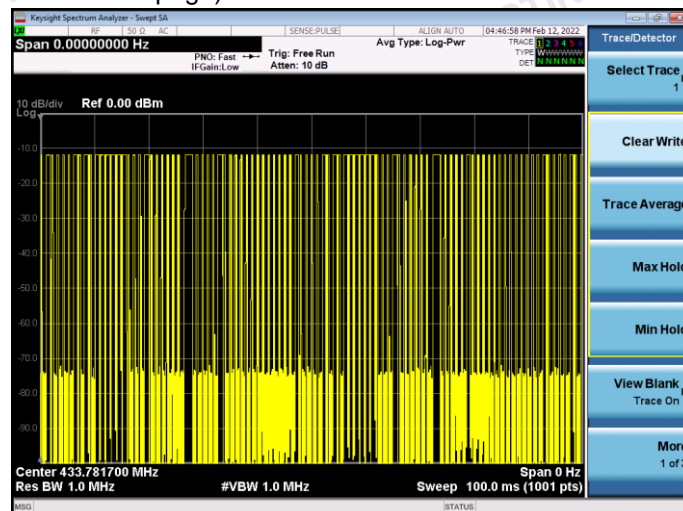 page)
Keysight Spectrum Analyzer - Swept SA
RF 50 Ω AC SENSE:PULSE ALIGN AUTO 04:46:58 PM Feb 12, 2022
Span 0.00000000 Hz
PNO: Fast Trig: Free Run Avg Type: Log-Pwr TRACE 1 2 3 4 5 6
IFGain:Low Atten: 10 dB TYPE WWWWWW
DET N N N N N N
10 dB/div Ref 0.00 dBm
Log
-10.0
-20.0
-30.0
-40.0
-50.0
-60.0
-70.0
-80.0
-90.0
Center 433.781700 MHz Span 0 Hz
Res BW 1.0 MHz #VBW 1.0 MHz Sweep 100.0 ms (1001 pts)
MSG STATUS
Trace/Detector
Select Trace
1
Clear Write
Trace Average
Max Hold
Min Hold
View Blank
Trace On
More
1 of 3